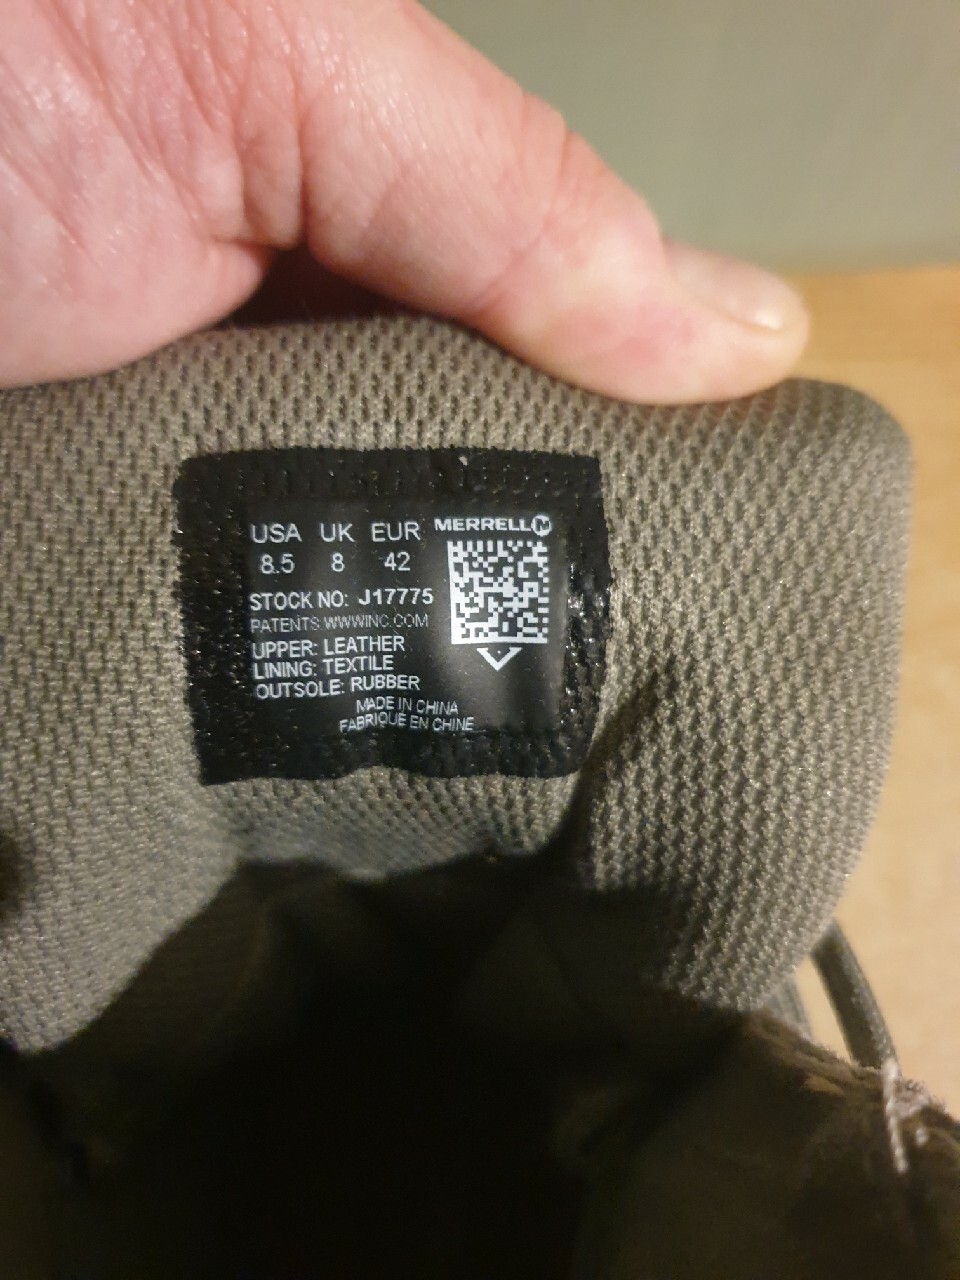 USA UK EUR MERRELL M
8.5 8 42
STOCK NO: J17775
PATENTS: WWWINC.COM
UPPER: LEATHER
LINING: TEXTILE
OUTSOLE: RUBBER
MADE IN CHINA
FABRIQUÉ EN CHINE